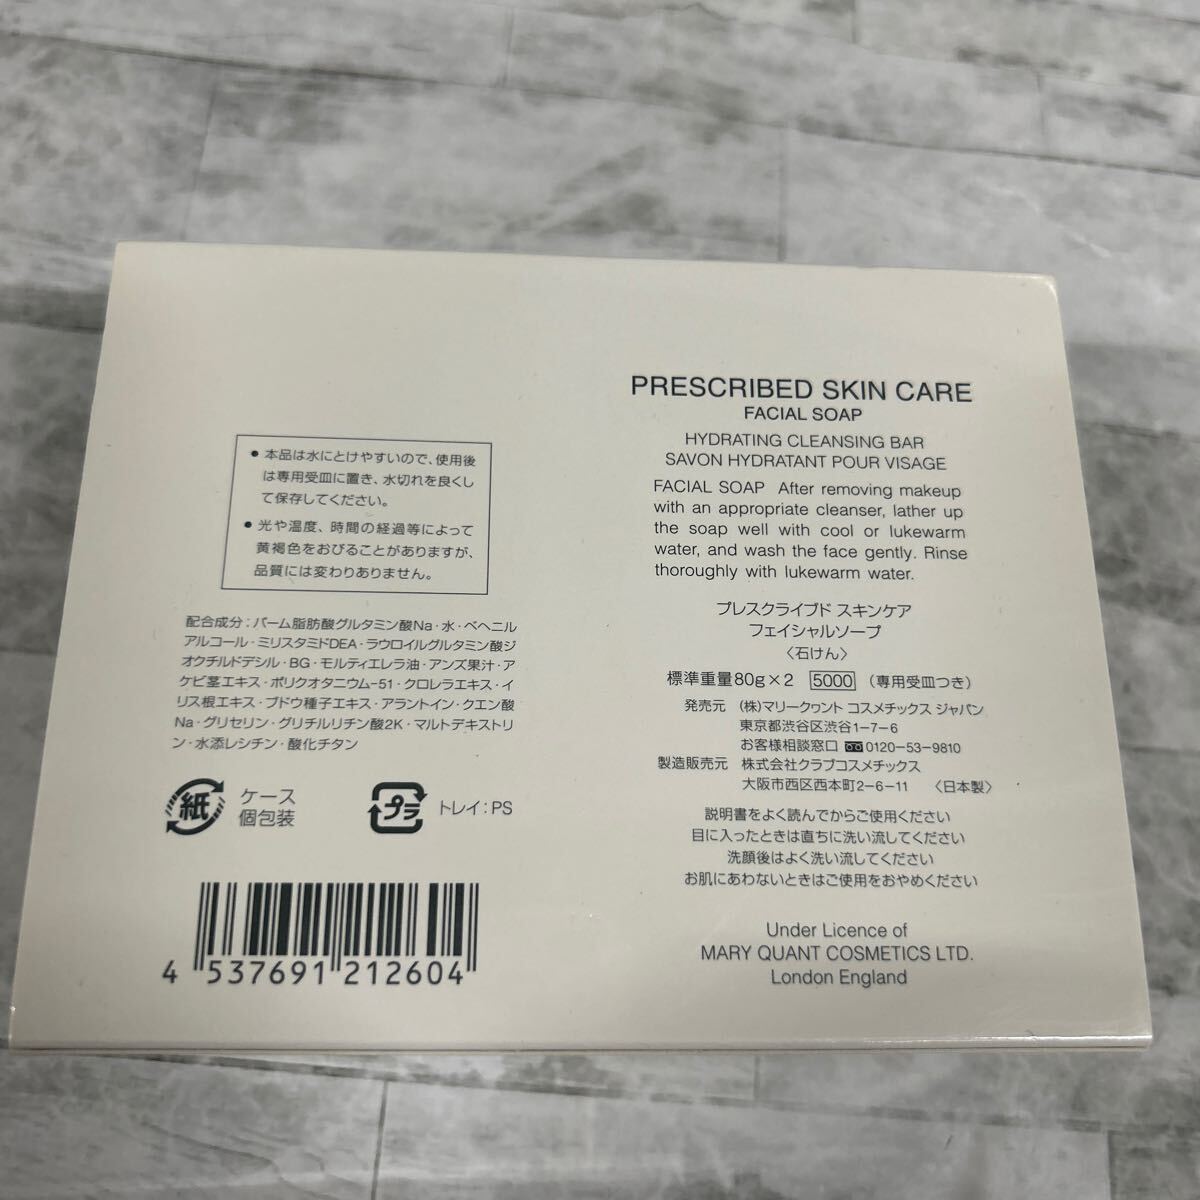 ● 本品は水にとけやすいので、使用後
は専用受皿に置き、水切れを良くし
て保存してください。
● 光や温度、時間の経過等によって
黄褐色をおびることがありますが、
品質には変わりありません。
配合成分：パーム脂肪酸グルタミン酸Na・水・ベヘニル
アルコール・ミリスタミドDEA・ラウロイルグルタミン酸ジ
オクチルドデシル・BG・モルティエレラ油・アンズ果汁・ア
ケビ茎エキス・ポリクオタニウム-51・クロレラエキス・イ
リス根エキス・ブドウ種子エキス・アラントイン・クエン酸
Na・グリセリン・グリチルリチン酸2K・マルトデキストリ
ン・水添レシチン・酸化チタン
紙
ケース
個包装
プラ
トレイ：PS
4 537691 212604
PRESCRIBED SKIN CARE
FACIAL SOAP
HYDRATING CLEANSING BAR
SAVON HYDRATANT POUR VISAGE
FACIAL SOAP After removing makeup
with an appropriate cleanser, lather up
the soap well with cool or lukewarm
water, and wash the face gently. Rinse
thoroughly with lukewarm water.
プレスクライブド スキンケア
フェイシャルソープ
〈石けん〉
標準重量80g×2 5000 （専用受皿つき）
発売元 （株）マリークヮント コスメチックス ジャパン
東京都渋谷区渋谷1-7-6
お客様相談窓口 0120-53-9810
製造販売元 株式会社クラブコスメチックス
大阪市西区西本町2-6-11 〈日本製〉
説明書をよく読んでからご使用ください
目に入ったときは直ちに洗い流してください
洗顔後はよく洗い流してください
お肌にあわないときはご使用をおやめください
Under Licence of
MARY QUANT COSMETICS LTD.
London England